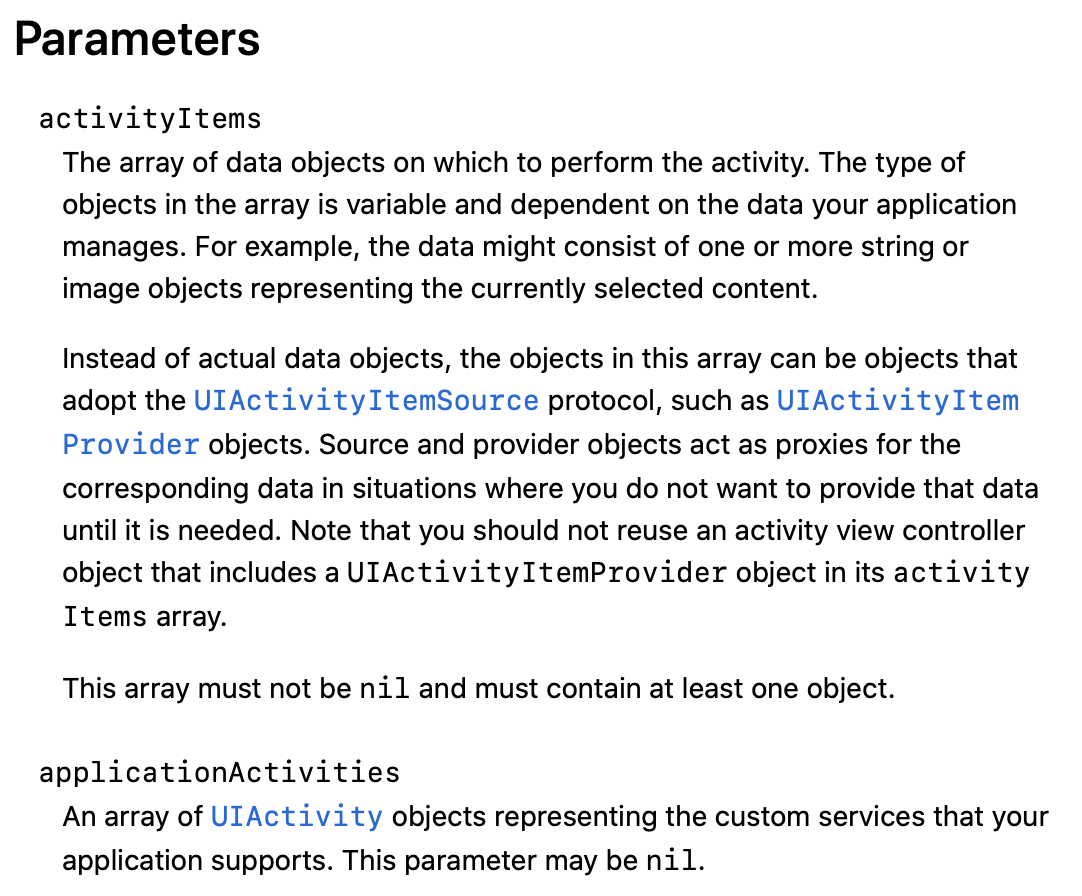 Parameters
activityItems
The array of data objects on which to perform the activity. The type of
objects in the array is variable and dependent on the data your application
manages. For example, the data might consist of one or more string or
image objects representing the currently selected content.
Instead of actual data objects, the objects in this array can be objects that
adopt the UIActivityItemSource protocol, such as UIActivityItem
Provider objects. Source and provider objects act as proxies for the
corresponding data in situations where you do not want to provide that data
until it is needed. Note that you should not reuse an activity view controller
object that includes a UIActivityItemProvider object in its activity
Items array.
This array must not be nil and must contain at least one object.
applicationActivities
An array of UIActivity objects representing the custom services that your
application supports. This parameter may be nil.